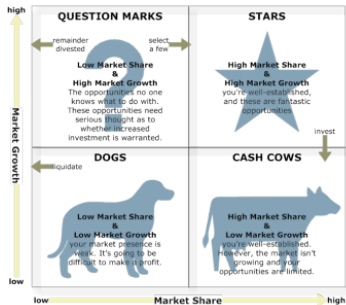 high
QUESTION MARKS
STARS
remainder
divested
select
a few
Low Market Share
&
High Market Growth
The opportunities no one
knows what to do with.
These opportunities need
serious thought as to
whether increased
investment is warranted.
High Market Share
&
High Market Growth
you're well-established,
and these are fantastic
opportunities
invest
Market Growth
DOGS
CASH COWS
liquidate
Low Market Share
&
Low Market Growth
your market presence is
weak. It's going to be
difficult to make a profit.
High Market Share
&
Low Market Growth
you're well-established.
However, the market isn't
growing and your
opportunities are limited.
low
low
Market Share
high